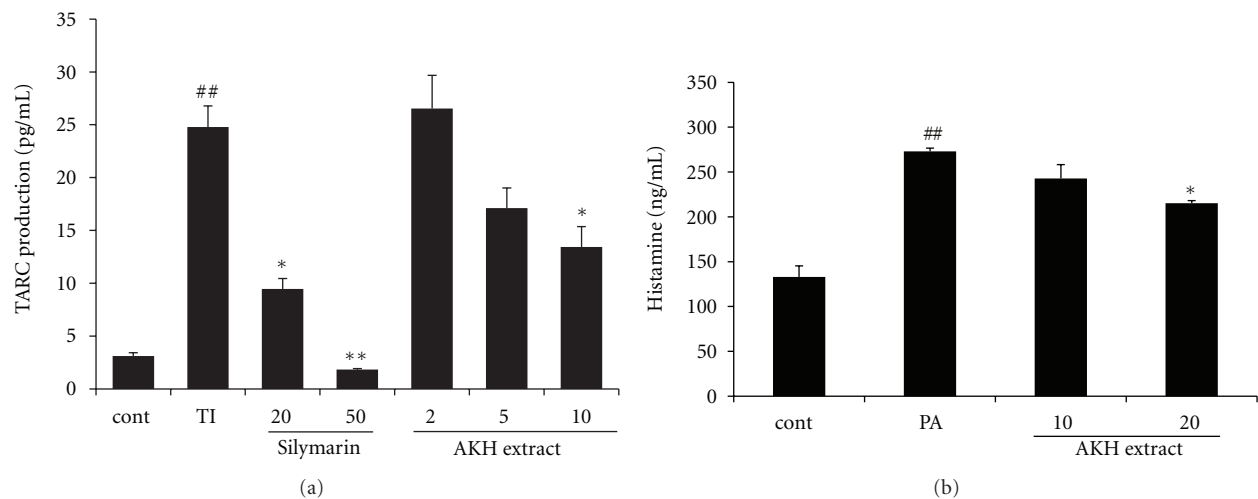 35
30
25
20
15
10
5
0
TARC production (pg/mL)
##
*
**
*
cont TI 20 50 2 5 10
Silymarin AKH extract
(a)
350
300
250
200
150
100
50
0
Histamine (ng/mL)
##
*
cont PA 10 20
AKH extract
(b)